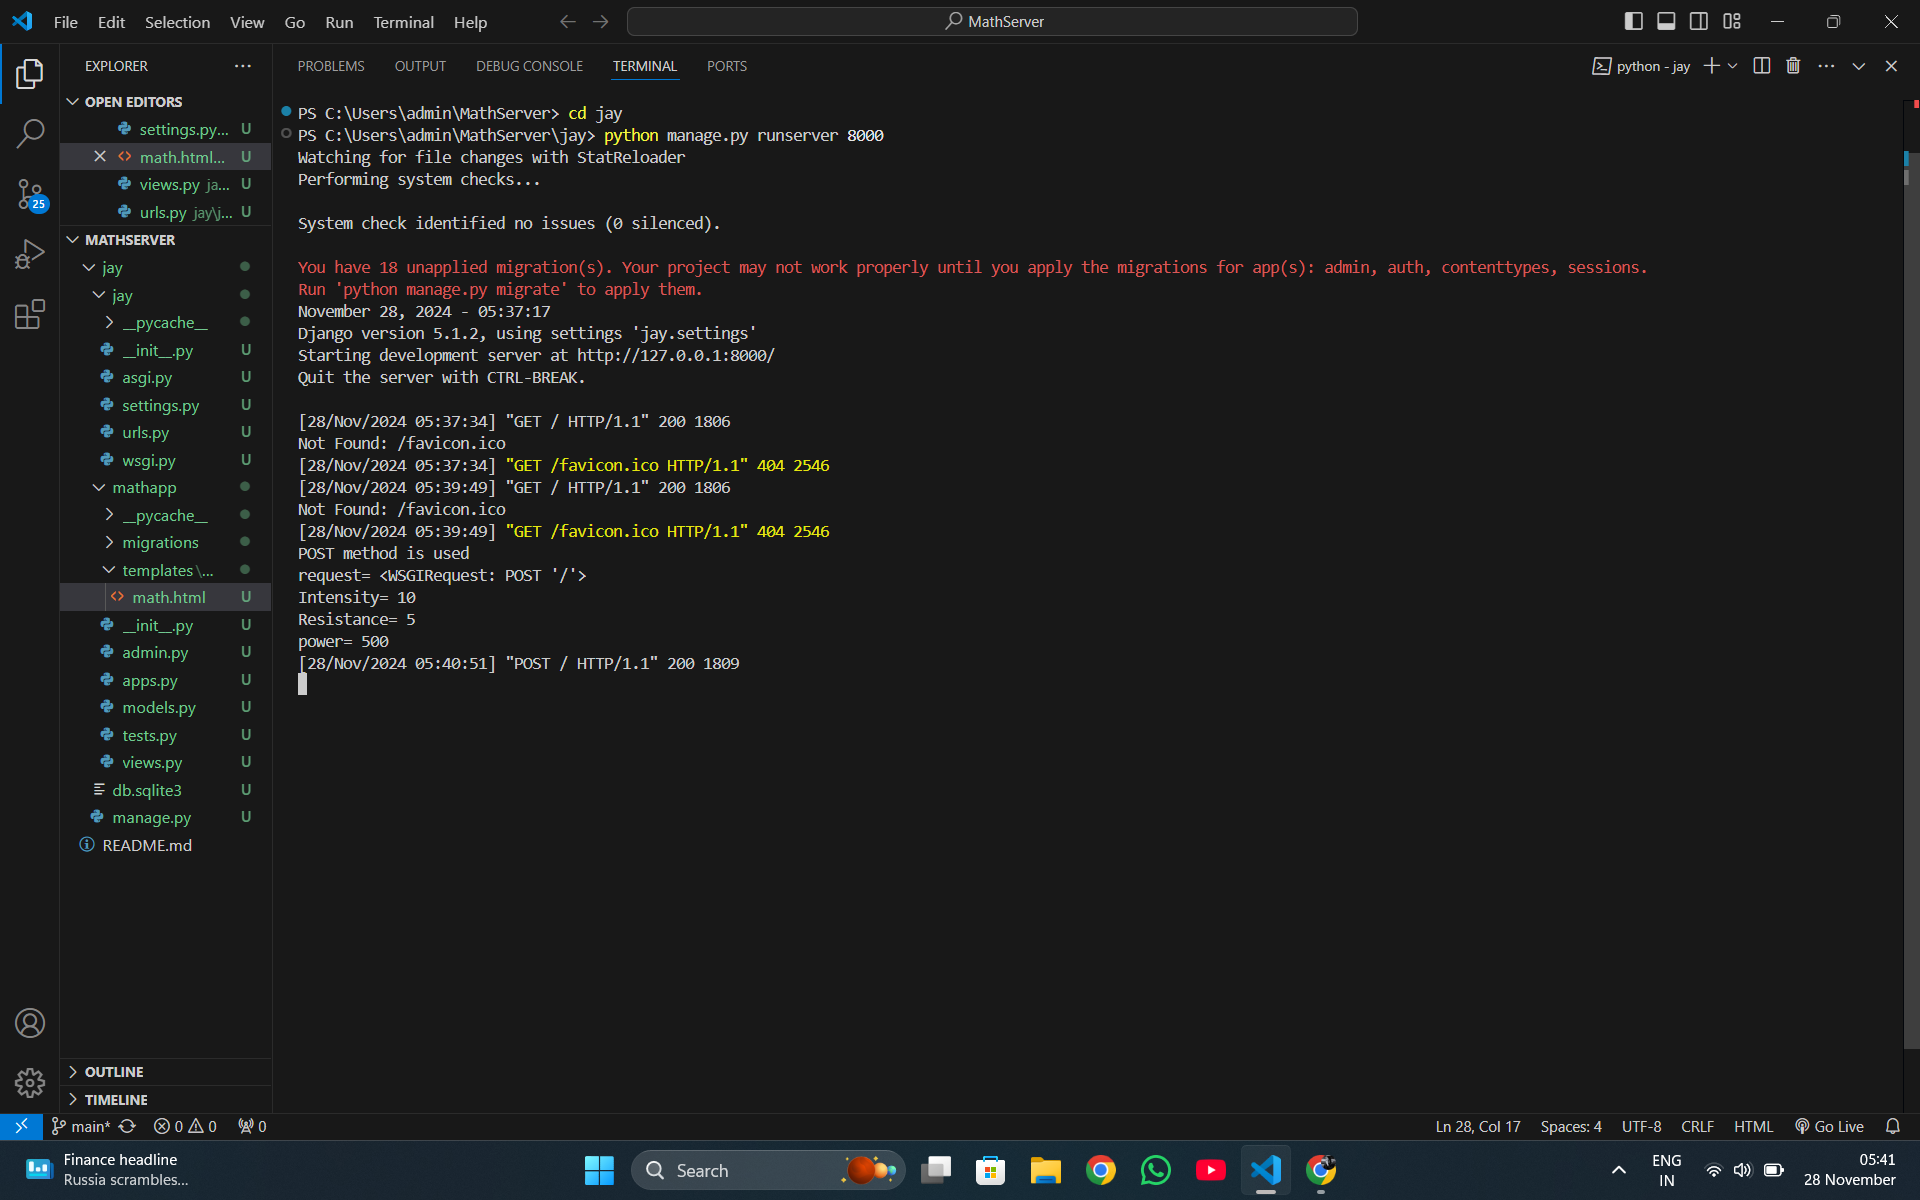 File Edit Selection View Go Run Terminal Help
MathServer
EXPLORER
OPEN EDITORS
settings.py... U
math.html... U
views.py ja... U
urls.py jay\j... U
25
MATHSERVER
jay
jay
__pycache__
__init__.py U
asgi.py U
settings.py U
urls.py U
wsgi.py U
mathapp
__pycache__
migrations
templates \...
math.html U
__init__.py U
admin.py U
apps.py U
models.py U
tests.py U
views.py U
db.sqlite3 U
manage.py U
README.md
OUTLINE
TIMELINE
PROBLEMS OUTPUT DEBUG CONSOLE TERMINAL PORTS
python - jay
PS C:\Users\admin\MathServer> cd jay
PS C:\Users\admin\MathServer\jay> python manage.py runserver 8000
Watching for file changes with StatReloader
Performing system checks...
System check identified no issues (0 silenced).
You have 18 unapplied migration(s). Your project may not work properly until you apply the migrations for app(s): admin, auth, contenttypes, sessions.
Run 'python manage.py migrate' to apply them.
November 28, 2024 - 05:37:17
Django version 5.1.2, using settings 'jay.settings'
Starting development server at http://127.0.0.1:8000/
Quit the server with CTRL-BREAK.
[28/Nov/2024 05:37:34] "GET / HTTP/1.1" 200 1806
Not Found: /favicon.ico
[28/Nov/2024 05:37:34] "GET /favicon.ico HTTP/1.1" 404 2546
[28/Nov/2024 05:39:49] "GET / HTTP/1.1" 200 1806
Not Found: /favicon.ico
[28/Nov/2024 05:39:49] "GET /favicon.ico HTTP/1.1" 404 2546
POST method is used
request= <WSGIRequest: POST '/'>
Intensity= 10
Resistance= 5
power= 500
[28/Nov/2024 05:40:51] "POST / HTTP/1.1" 200 1809
main* 0 0 0
Ln 28, Col 17 Spaces: 4 UTF-8 CRLF HTML Go Live
Finance headline
Russia scrambles...
Search
ENG
IN
05:41
28 November